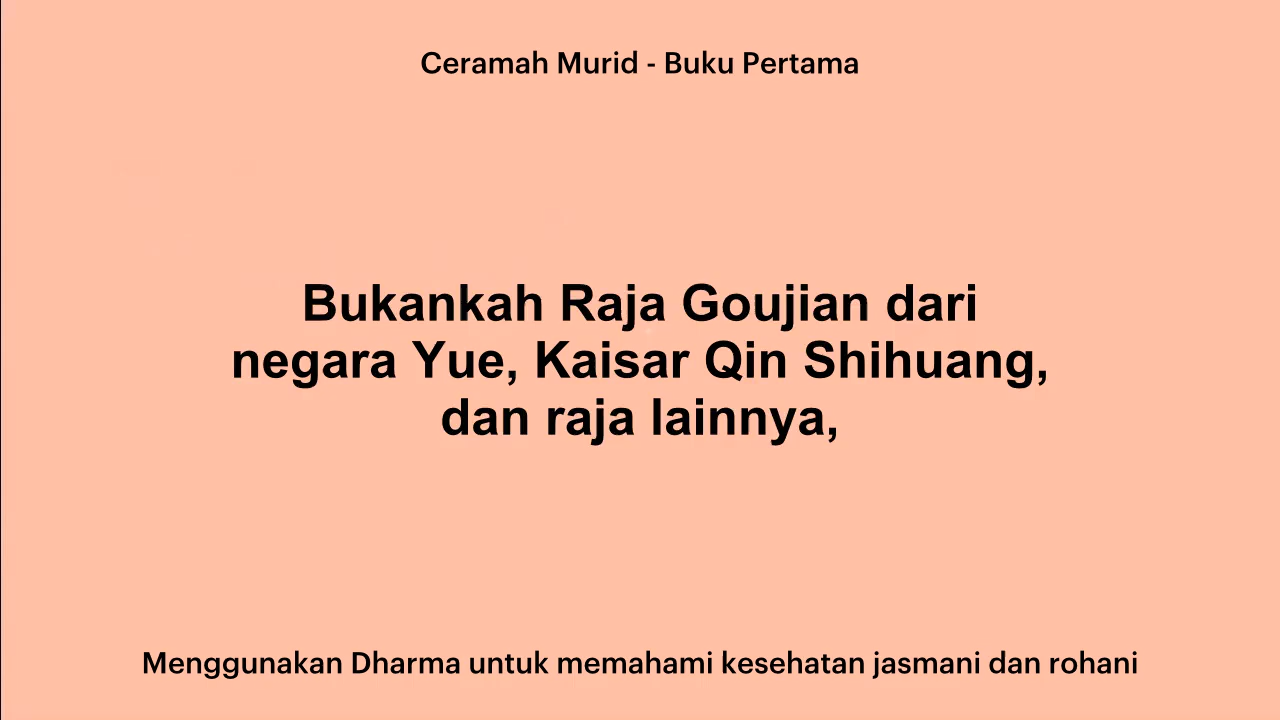 Ceramah Murid - Buku Pertama
Bukankah Raja Goujian dari
negara Yue, Kaisar Qin Shihuang,
dan raja lainnya,
Menggunakan Dharma untuk memahami kesehatan jasmani dan rohani